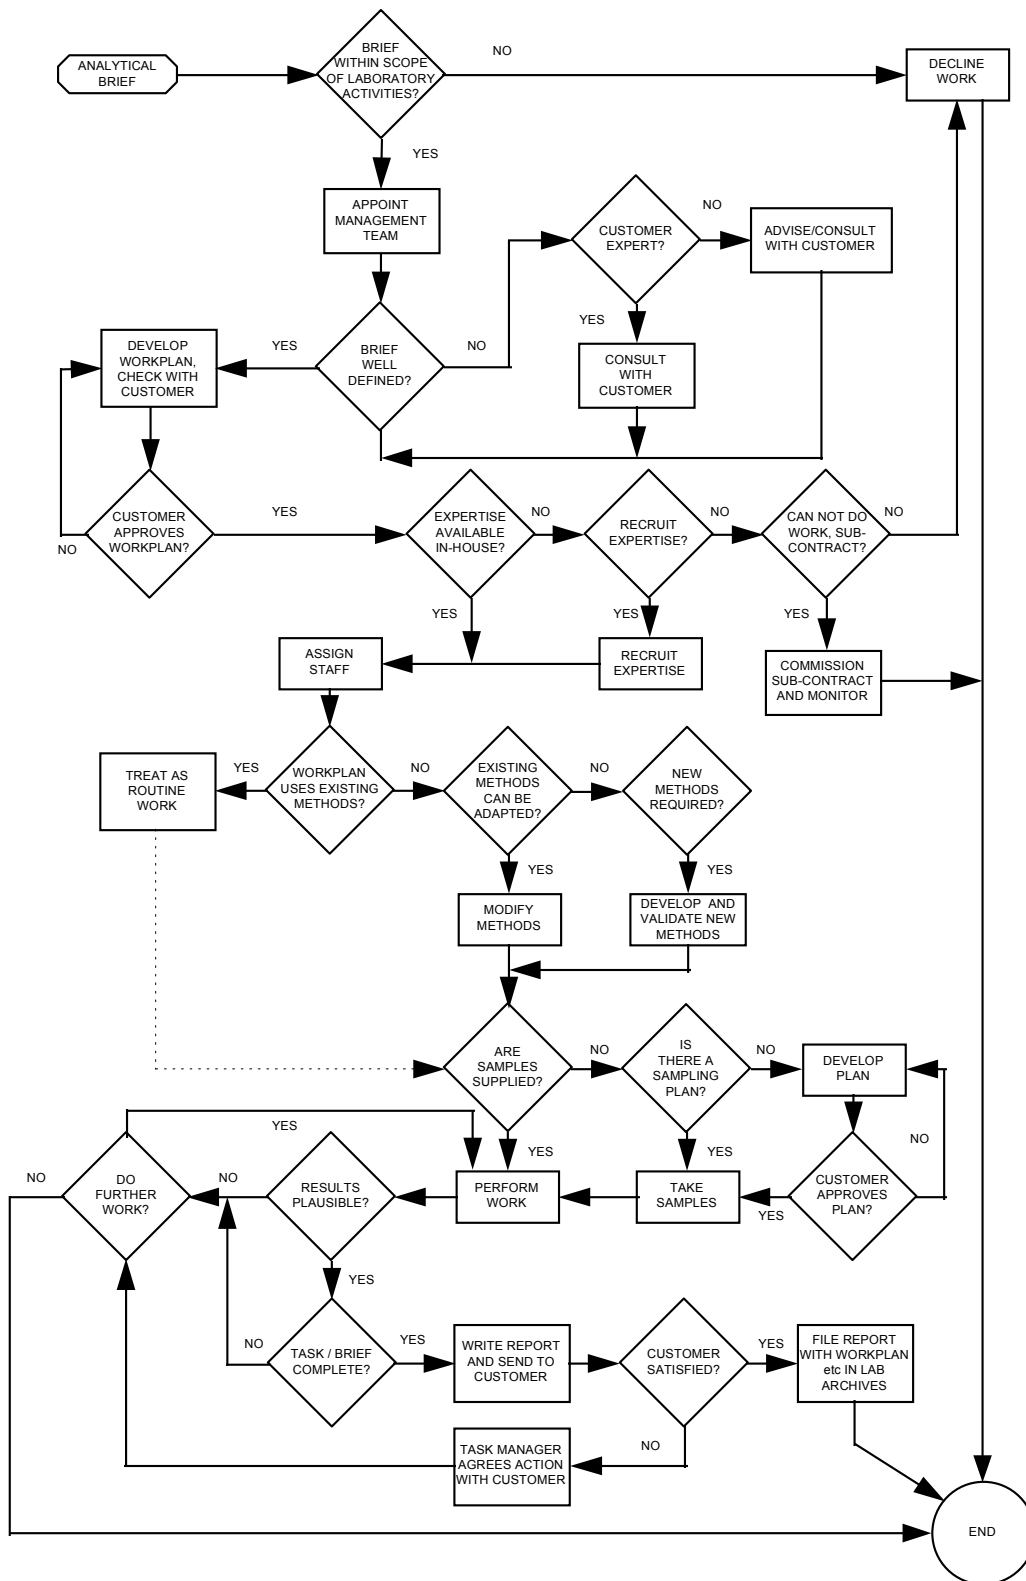 ANALYTICAL
BRIEF
BRIEF
WITHIN SCOPE
OF LABORATORY
ACTIVITIES?
NO
DECLINE
WORK
YES
APPOINT
MANAGEMENT
TEAM
CUSTOMER
EXPERT?
NO
ADVISE/CONSULT
WITH CUSTOMER
YES
DEVELOP
WORKPLAN,
CHECK WITH
CUSTOMER
YES
BRIEF
WELL
DEFINED?
NO
CONSULT
WITH
CUSTOMER
CUSTOMER
APPROVES
WORKPLAN?
NO
YES
EXPERTISE
AVAILABLE
IN-HOUSE?
NO
RECRUIT
EXPERTISE?
NO
CAN NOT DO
WORK, SUB-
CONTRACT?
NO
YES
YES
YES
ASSIGN
STAFF
RECRUIT
EXPERTISE
COMMISSION
SUB-CONTRACT
AND MONITOR
TREAT AS
ROUTINE
WORK
YES
WORKPLAN
USES EXISTING
METHODS?
NO
EXISTING
METHODS
CAN BE
ADAPTED?
NO
NEW
METHODS
REQUIRED?
YES
YES
MODIFY
METHODS
DEVELOP AND
VALIDATE NEW
METHODS
ARE
SAMPLES
SUPPLIED?
NO
IS
THERE A
SAMPLING
PLAN?
NO
DEVELOP
PLAN
YES
YES
YES
NO
NO
DO
FURTHER
WORK?
NO
RESULTS
PLAUSIBLE?
PERFORM
WORK
TAKE
SAMPLES
YES
CUSTOMER
APPROVES
PLAN?
YES
NO
TASK / BRIEF
COMPLETE?
YES
WRITE REPORT
AND SEND TO
CUSTOMER
CUSTOMER
SATISFIED?
YES
FILE REPORT
WITH WORKPLAN
etc IN LAB
ARCHIVES
NO
TASK MANAGER
AGREES ACTION
WITH CUSTOMER
END